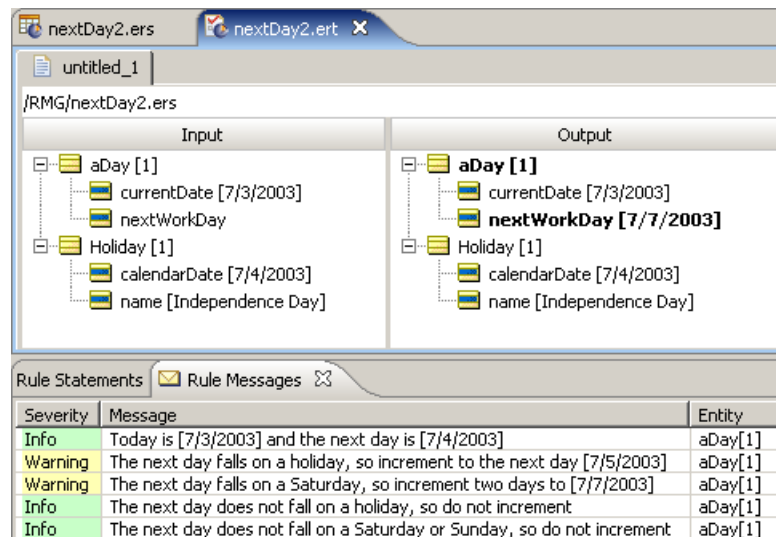 nextDay2.ers nextDay2.ert
untitled_1
/RMG/nextDay2.ers
Input Output
aDay [1] aDay [1]
currentDate [7/3/2003] currentDate [7/3/2003]
nextWorkDay nextWorkDay [7/7/2003]
Holiday [1] Holiday [1]
calendarDate [7/4/2003] calendarDate [7/4/2003]
name [Independence Day] name [Independence Day]
Rule Statements Rule Messages
Severity Message Entity
Info Today is [7/3/2003] and the next day is [7/4/2003] aDay[1]
Warning The next day falls on a holiday, so increment to the next day [7/5/2003] aDay[1]
Warning The next day falls on a Saturday, so increment two days to [7/7/2003] aDay[1]
Info The next day does not fall on a holiday, so do not increment aDay[1]
Info The next day does not fall on a Saturday or Sunday, so do not increment aDay[1]